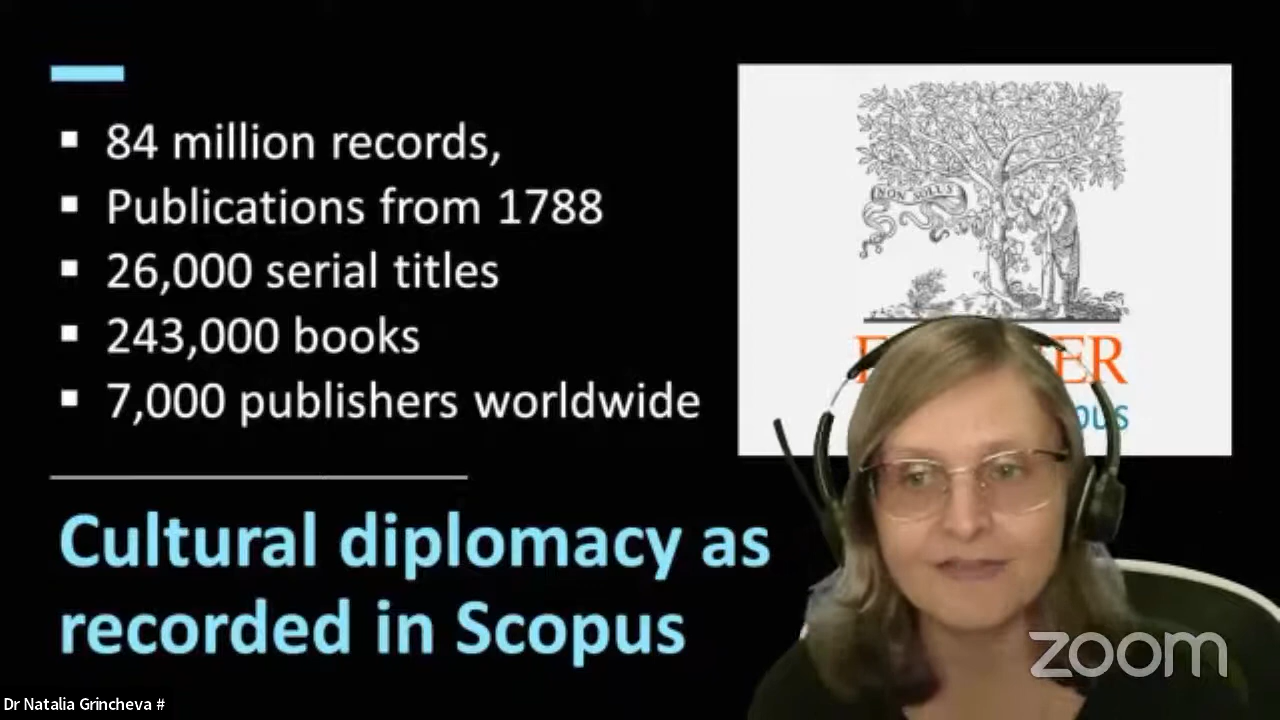 84 million records,
Publications from 1788
26,000 serial titles
243,000 books
7,000 publishers worldwide
Cultural diplomacy as
recorded in Scopus
NON SOLUS
zoom
Dr Natalia Grincheva #